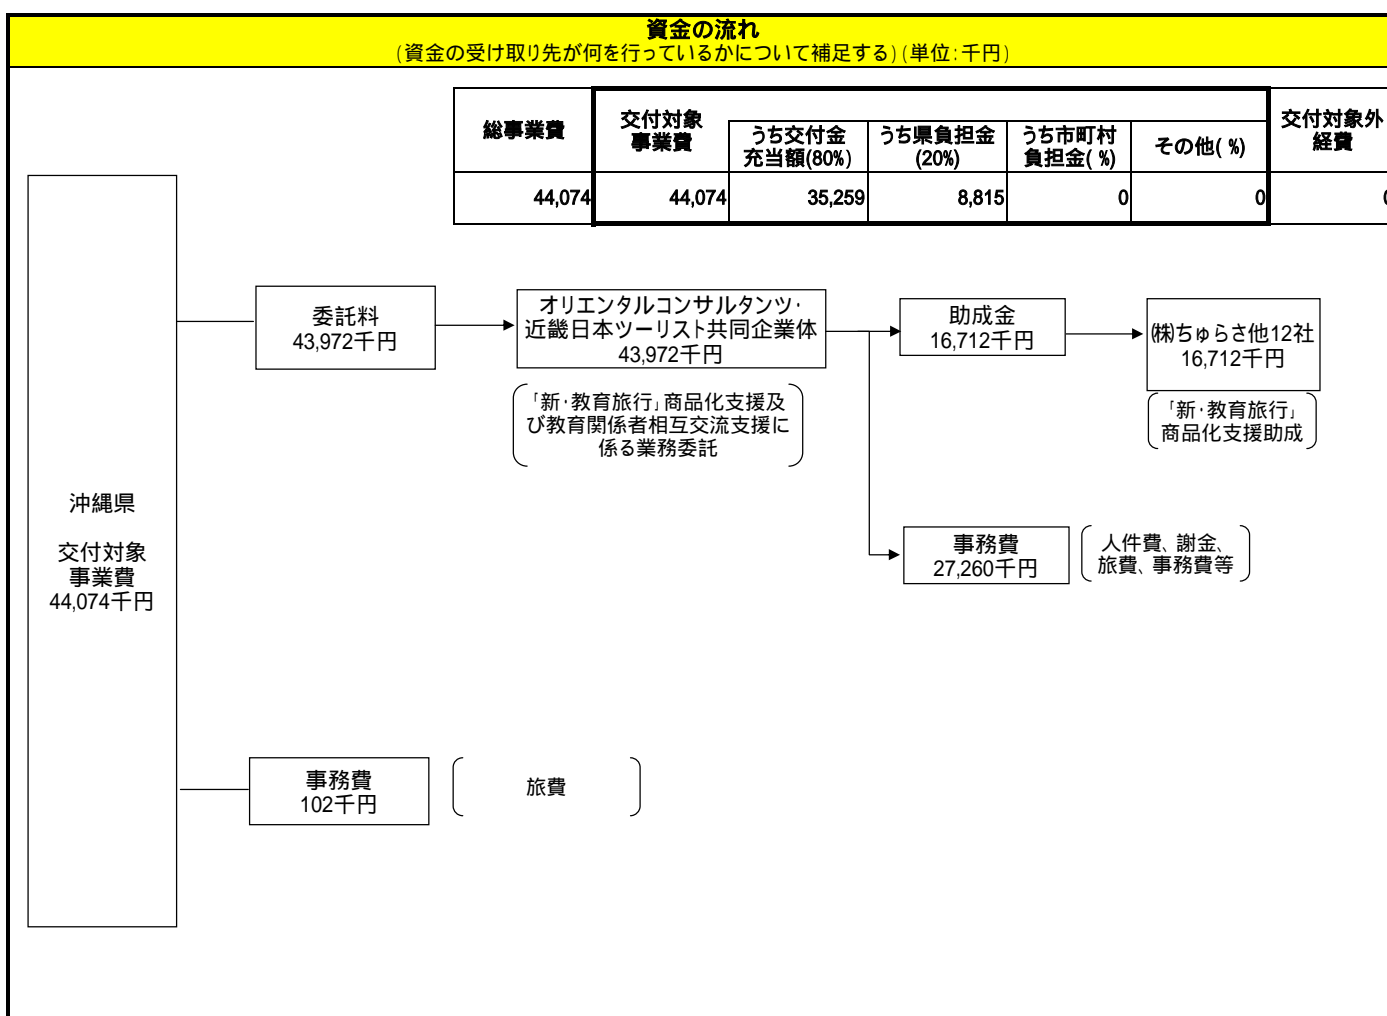 資金の流れ
(資金の受け取り先が何を行っているかについて補足する)(単位:千円)
総事業費
交付対象
事業費
うち交付金
充当額(80%)
うち県負担金
(20%)
うち市町村
負担金( %)
その他( %)
交付対象外
経費
44,074
44,074
35,259
8,815
0
0
0
委託料
43,972千円
オリエンタルコンサルタンツ・
近畿日本ツーリスト共同企業体
43,972千円
助成金
16,712千円
㈱ちゅらさ他12社
16,712千円
「新・教育旅行」商品化支援及
び教育関係者相互交流支援に
係る業務委託
「新・教育旅行」
商品化支援助成
沖縄県
交付対象
事業費
44,074千円
事務費
27,260千円
人件費、謝金、
旅費、事務費等
事務費
102千円
旅費